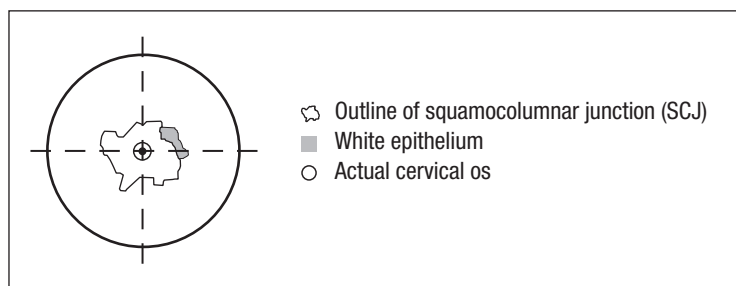 Outline of squamocolumnar junction (SCJ)
White epithelium
Actual cervical os